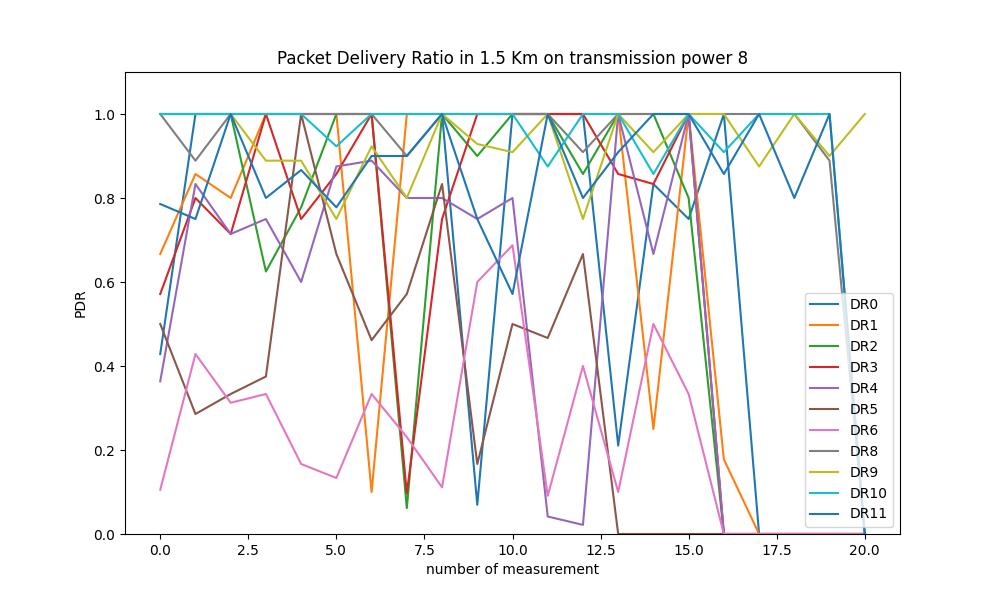 Packet Delivery Ratio in 1.5 Km on transmission power 8
PDR
1.0
0.8
0.6
0.4
0.2
0.0
0.0 2.5 5.0 7.5 10.0 12.5 15.0 17.5 20.0
number of measurement
DR0
DR1
DR2
DR3
DR4
DR5
DR6
DR8
DR9
DR10
DR11